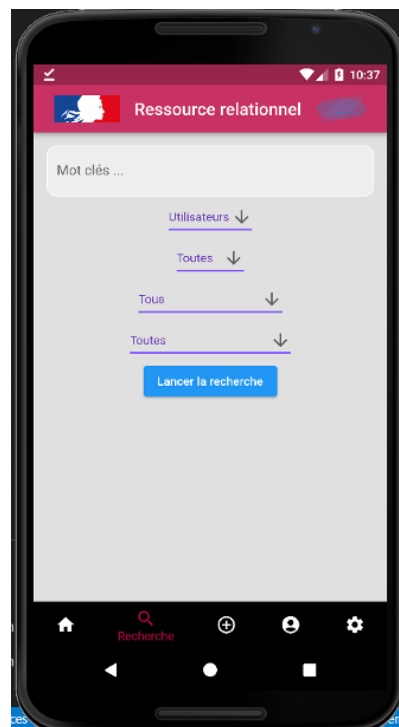 10:37
Ressource relationnel
Mot clés ...
Utilisateurs
Toutes
Tous
Toutes
Lancer la recherche
Recherche